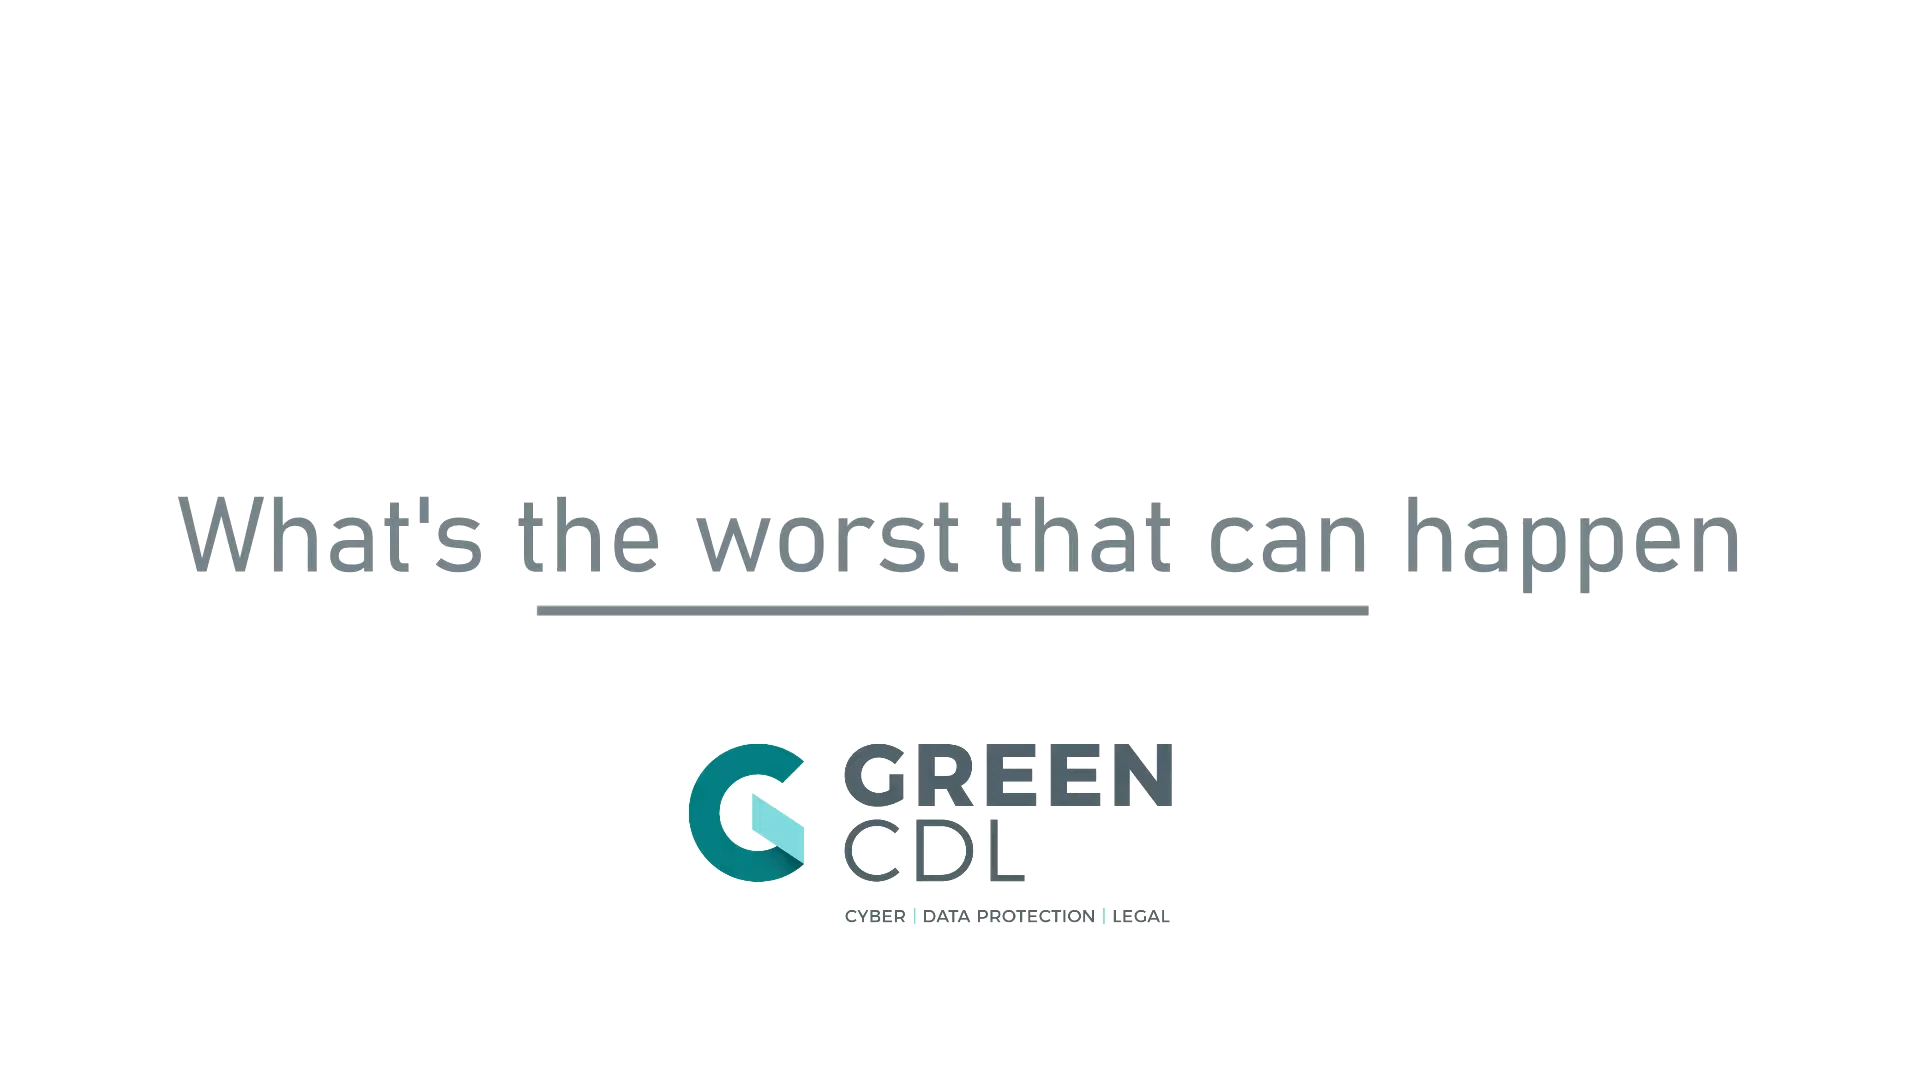 What's the worst that can happen
GREEN
CDL
CYBER | DATA PROTECTION | LEGAL